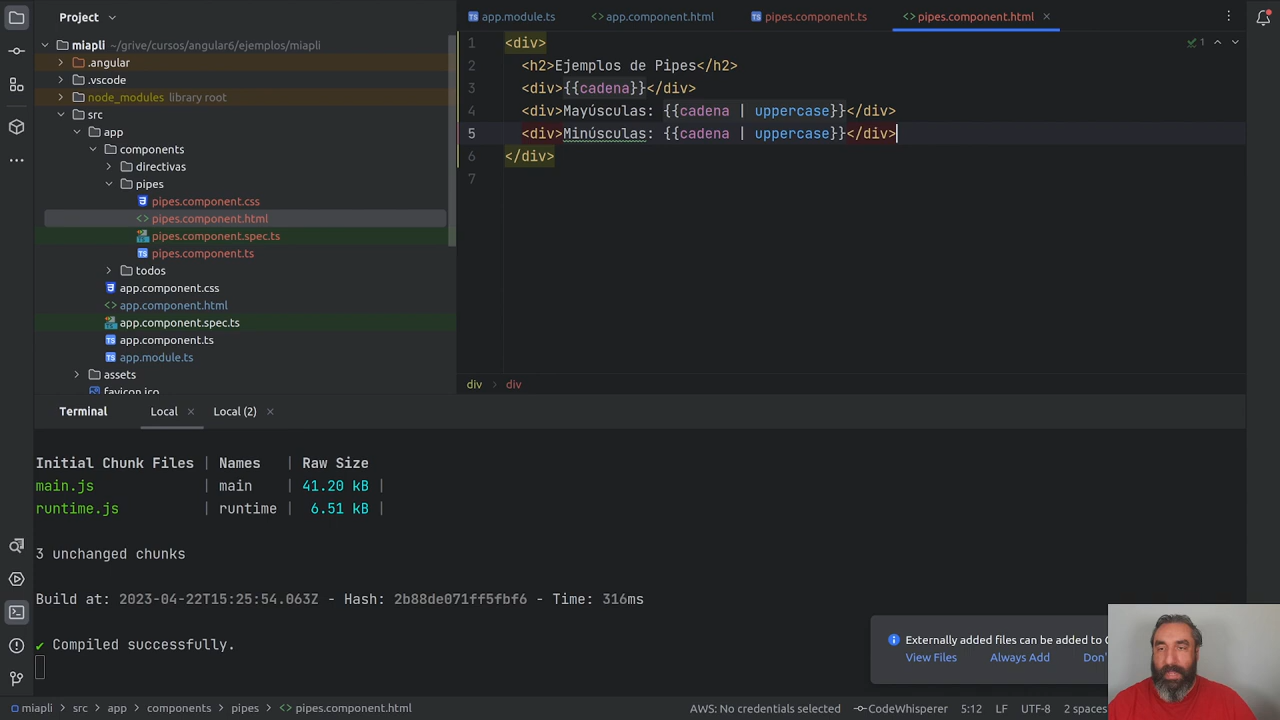 Project
miapli ~/grive/cursos/angular6/ejemplos/miapli
.angular
.vscode
node_modules library root
src
app
components
directivas
pipes
pipes.component.css
pipes.component.html
pipes.component.spec.ts
pipes.component.ts
todos
app.component.css
app.component.html
app.component.spec.ts
app.component.ts
app.module.ts
assets
favicon.ico
app.module.ts app.component.html pipes.component.ts pipes.component.html
1 <div>
2 <h2>Ejemplos de Pipes</h2>
3 <div>{{cadena}}</div>
4 <div>Mayúsculas: {{cadena | uppercase}}</div>
5 <div>Minúsculas: {{cadena | uppercase}}</div>
6 </div>
7
1
div > div
Terminal Local Local (2)
Initial Chunk Files | Names | Raw Size
main.js | main | 41.20 kB |
runtime.js | runtime | 6.51 kB |
3 unchanged chunks
Build at: 2023-04-22T15:25:54.063Z - Hash: 2b88de071ff5fbf6 - Time: 316ms
✔ Compiled successfully.
Externally added files can be added to
View Files Always Add Don'
miapli > src > app > components > pipes > pipes.component.html
AWS: No credentials selected CodeWhisperer 5:12 LF UTF-8 2 spaces